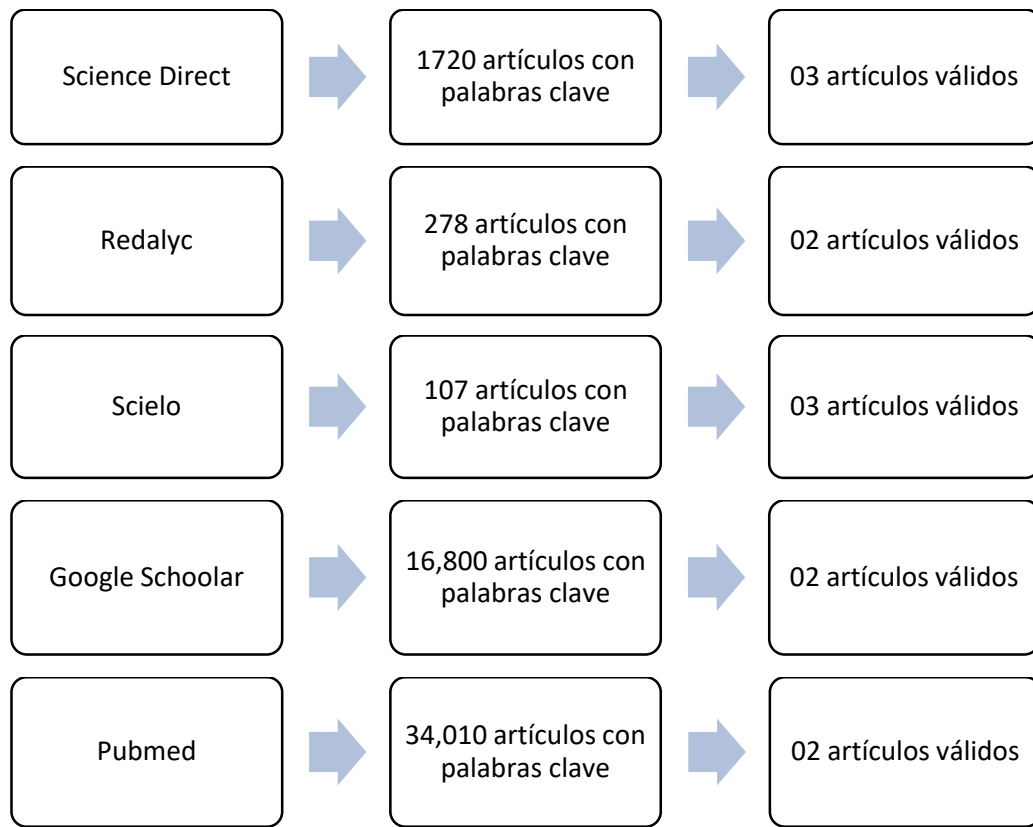 Science Direct
1720 artículos con
palabras clave
03 artículos válidos
Redalyc
278 artículos con
palabras clave
02 artículos válidos
Scielo
107 artículos con
palabras clave
03 artículos válidos
Google Schoolar
16,800 artículos con
palabras clave
02 artículos válidos
Pubmed
34,010 artículos con
palabras clave
02 artículos válidos